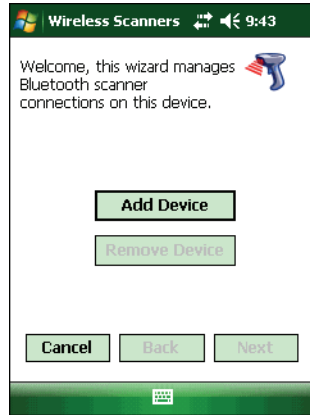 Wireless Scanners 9:43
Welcome, this wizard manages
Bluetooth scanner
connections on this device.
Add Device
Remove Device
Cancel Back Next